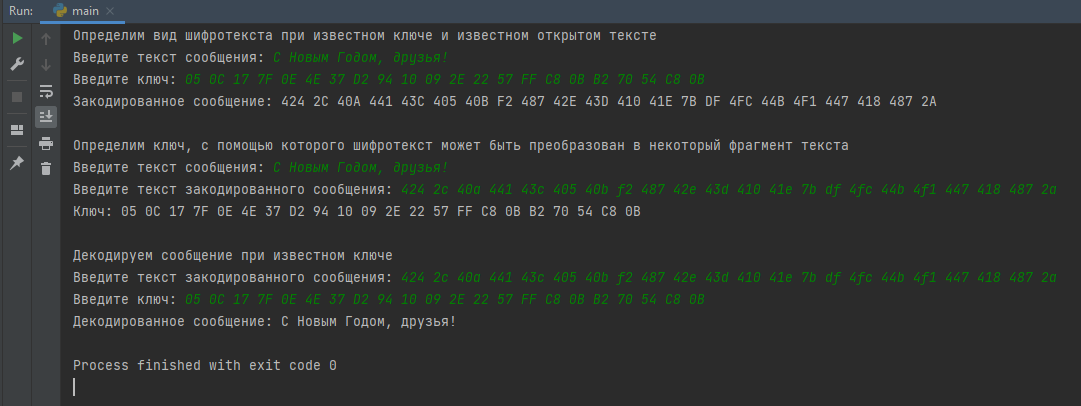 Run: main ×
Определим вид шифротекста при известном ключе и известном открытом тексте
Введите текст сообщения: С Новым Годом, друзья!
Введите ключ: 05 0C 17 7F 0E 4E 37 D2 94 10 09 2E 22 57 FF C8 0B B2 70 54 C8 0B
Закодированное сообщение: 424 2C 40A 441 43C 405 40B F2 487 42E 43D 410 41E 7B DF 4FC 44B 4F1 447 418 487 2A
Определим ключ, с помощью которого шифротекст может быть преобразован в некоторый фрагмент текста
Введите текст сообщения: С Новым Годом, друзья!
Введите текст закодированного сообщения: 424 2c 40a 441 43c 405 40b f2 487 42e 43d 410 41e 7b df 4fc 44b 4f1 447 418 487 2a
Ключ: 05 0C 17 7F 0E 4E 37 D2 94 10 09 2E 22 57 FF C8 0B B2 70 54 C8 0B
Декодируем сообщение при известном ключе
Введите текст закодированного сообщения: 424 2c 40a 441 43c 405 40b f2 487 42e 43d 410 41e 7b df 4fc 44b 4f1 447 418 487 2a
Введите ключ: 05 0C 17 7F 0E 4E 37 D2 94 10 09 2E 22 57 FF C8 0B B2 70 54 C8 0B
Декодированное сообщение: С Новым Годом, друзья!
Process finished with exit code 0